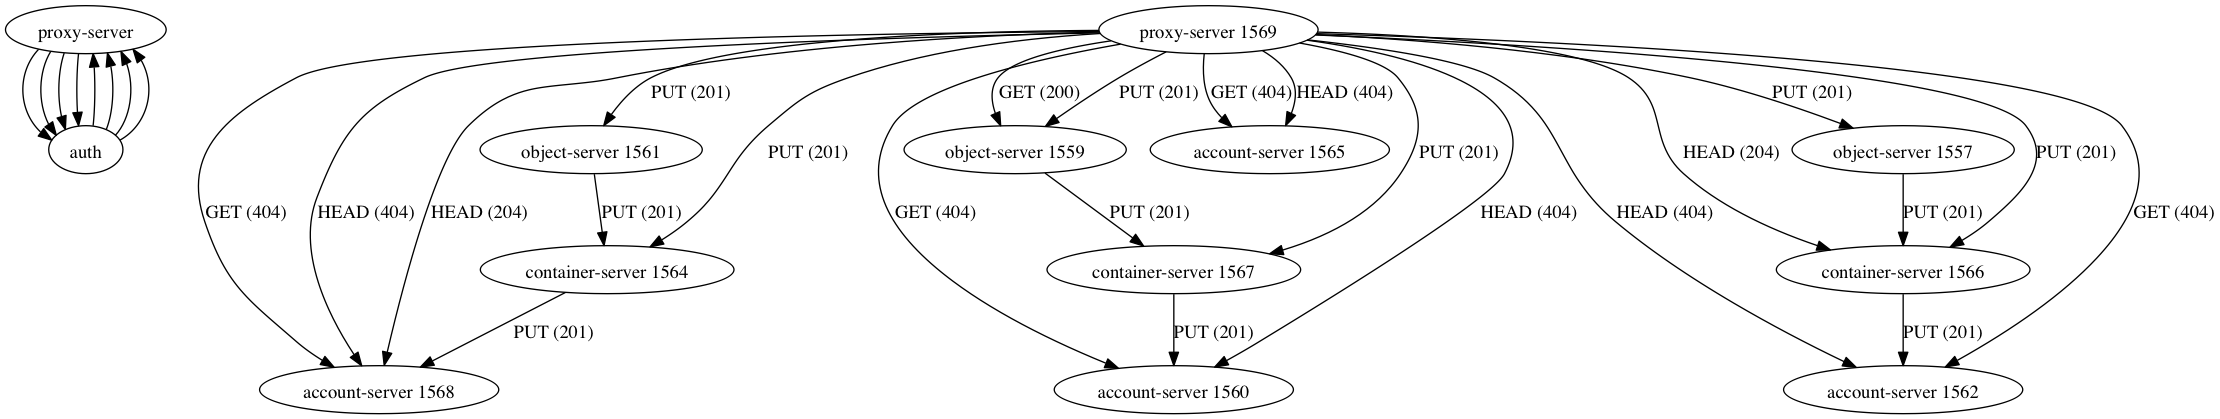 proxy-server
proxy-server 1569
PUT (201)
GET (200)
PUT (201)
GET (404)
HEAD (404)
PUT (201)
auth
object-server 1561
PUT (201)
object-server 1559
account-server 1565
PUT (201)
HEAD (204)
object-server 1557
PUT (201)
GET (404)
HEAD (404)
HEAD (204)
PUT (201)
GET (404)
PUT (201)
HEAD (404)
HEAD (404)
PUT (201)
GET (404)
container-server 1564
container-server 1567
container-server 1566
PUT (201)
PUT (201)
PUT (201)
account-server 1568
account-server 1560
account-server 1562